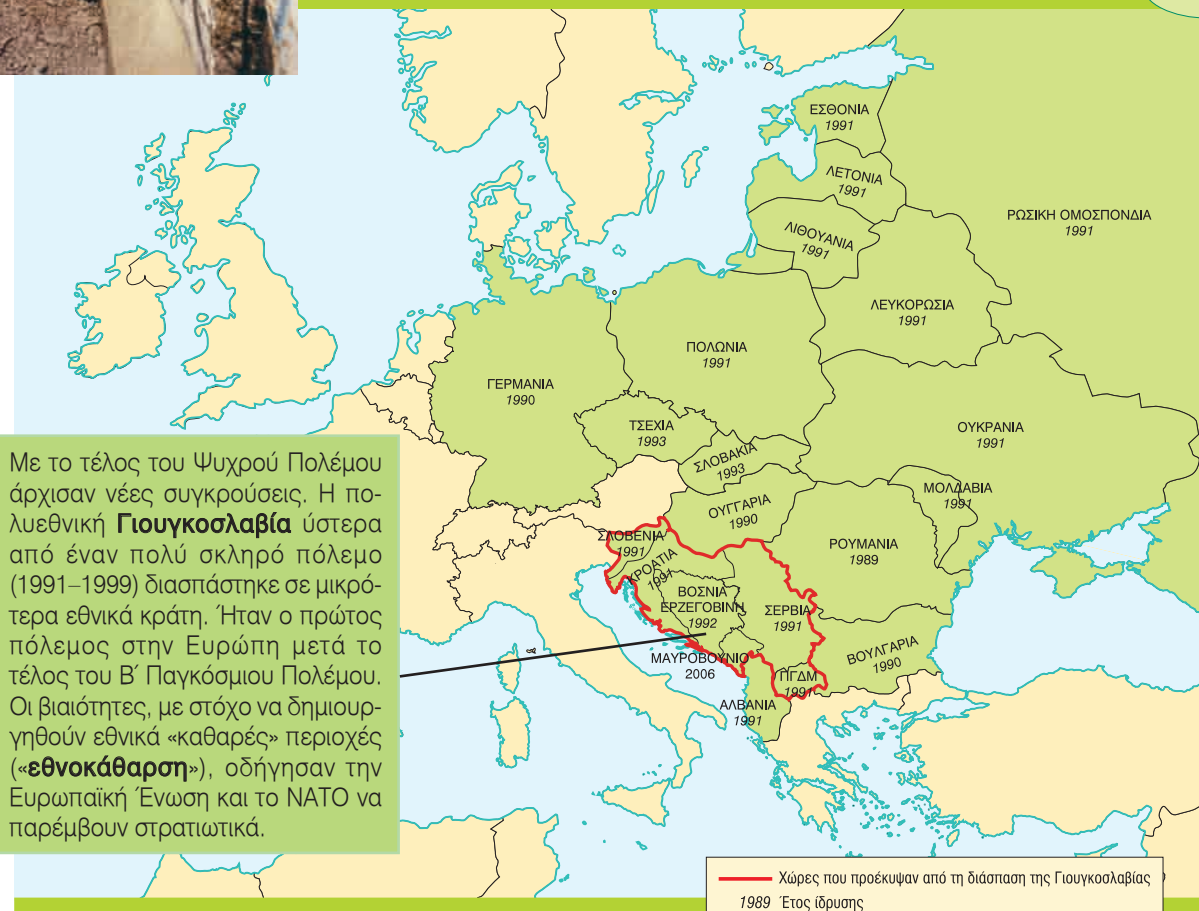 ΕΣΘΟΝΙΑ
1991
ΛΕΤΟΝΙΑ
1991
ΛΙΘΟΥΑΝΙΑ
1991
ΡΩΣΙΚΗ ΟΜΟΣΠΟΝΔΙΑ
1991
ΛΕΥΚΟΡΩΣΙΑ
1991
ΠΟΛΩΝΙΑ
1991
ΓΕΡΜΑΝΙΑ
1990
ΤΣΕΧΙΑ
1993
ΣΛΟΒΑΚΙΑ
1993
ΟΥΚΡΑΝΙΑ
1991
ΜΟΛΔΑΒΙΑ
1991
ΟΥΓΓΑΡΙΑ
1990
ΡΟΥΜΑΝΙΑ
1989
ΣΛΟΒΕΝΙΑ
1991
ΚΡΟΑΤΙΑ
1991
ΒΟΣΝΙΑ
ΕΡΖΕΓΟΒΙΝΗ
1992
ΣΕΡΒΙΑ
1991
ΜΑΥΡΟΒΟΥΝΙΟ
2006
ΒΟΥΛΓΑΡΙΑ
1990
ΠΓΔΜ
1991
ΑΛΒΑΝΙΑ
1991
Με το τέλος του Ψυχρού Πολέμου
άρχισαν νέες συγκρούσεις. Η πο-
λυεθνική Γιουγκοσλαβία ύστερα
από έναν πολύ σκληρό πόλεμο
(1991–1999) διασπάστηκε σε μικρό-
τερα εθνικά κράτη. Ήταν ο πρώτος
πόλεμος στην Ευρώπη μετά το
τέλος του Β΄ Παγκόσμιου Πολέμου.
Οι βιαιότητες, με στόχο να δημιουρ-
γηθούν εθνικά «καθαρές» περιοχές
(«εθνοκάθαρση»), οδήγησαν την
Ευρωπαϊκή Ένωση και το ΝΑΤΟ να
παρέμβουν στρατιωτικά.
Χώρες που προέκυψαν από τη διάσπαση της Γιουγκοσλαβίας
1989 Έτος ίδρυσης